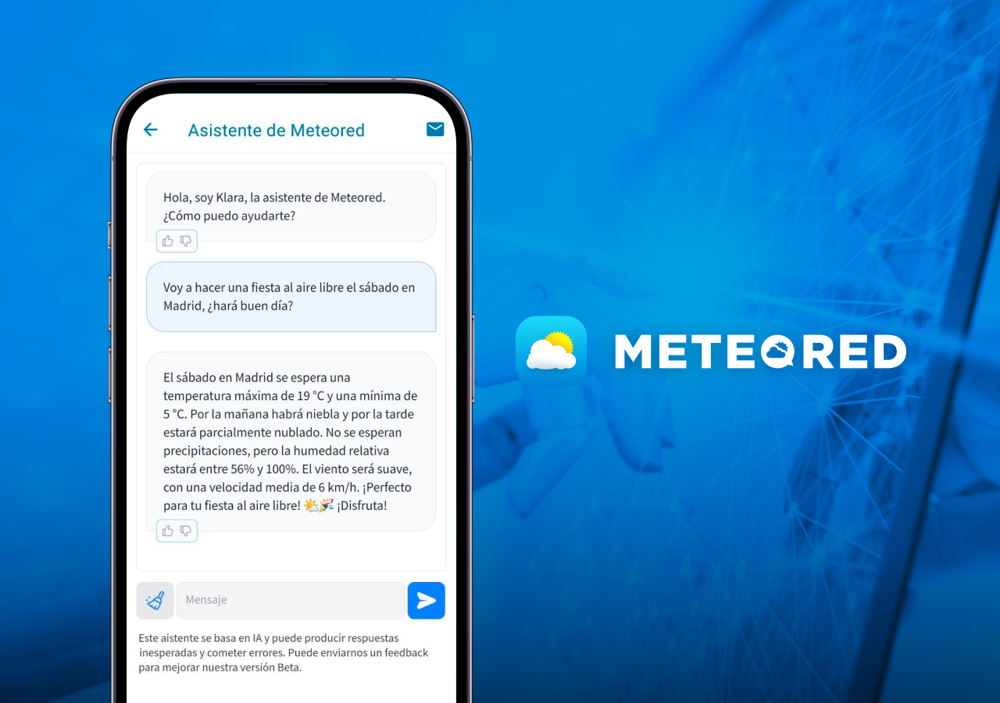 Asistente de Meteored
Hola, soy Klara, la asistente de Meteored.
¿Cómo puedo ayudarte?
Voy a hacer una fiesta al aire libre el sábado en
Madrid, ¿hará buen día?
El sábado en Madrid se espera una
temperatura máxima de 19 °C y una mínima de
5 °C. Por la mañana habrá niebla y por la tarde
estará parcialmente nublado. No se esperan
precipitaciones, pero la humedad relativa
estará entre 56% y 100%. El viento será suave,
con una velocidad media de 6 km/h. ¡Perfecto
para tu fiesta al aire libre! 🌤️🎉 ¡Disfruta!
Mensaje
Este aistente se basa en IA y puede producir respuestas
inesperadas y cometer errores. Puede enviarnos un feedback
para mejorar nuestra versión Beta.
METEORED